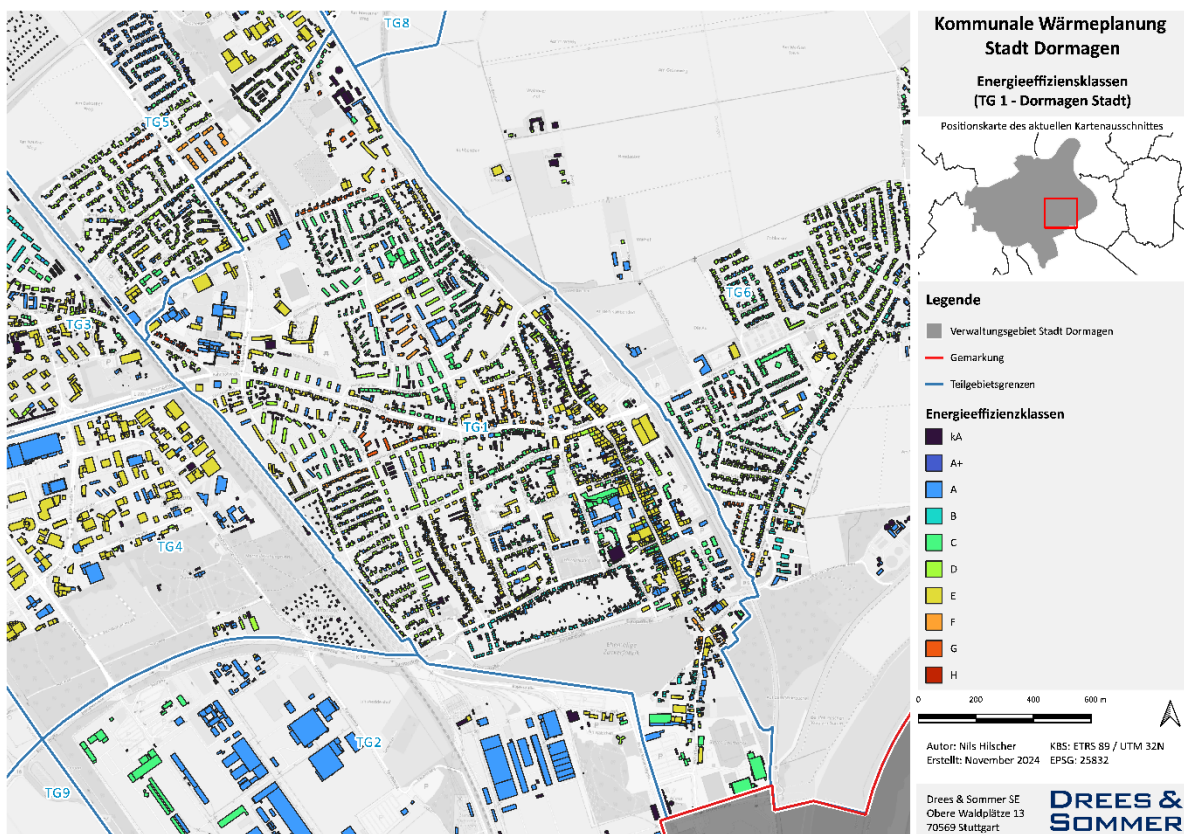 TG8
TG5
TG6
TG3
TG1
TG4
TG2
TG9
Kommunale Wärmeplanung
Stadt Dormagen
Energieeffiziensklassen
(TG 1 - Dormagen Stadt)
Positionskarte des aktuellen Kartenausschnittes
Legende
Verwaltungsgebiet Stadt Dormagen
Gemarkung
Teilgebietsgrenzen
Energieeffizienzklassen
kA
A+
A
B
C
D
E
F
G
H
0 200 400 600 m
Autor: Nils Hilscher KBS: ETRS 89 / UTM 32N
Erstellt: November 2024 EPSG: 25832
Drees & Sommer SE
Obere Waldplätze 13
70569 Stuttgart
DREES &
SOMMER